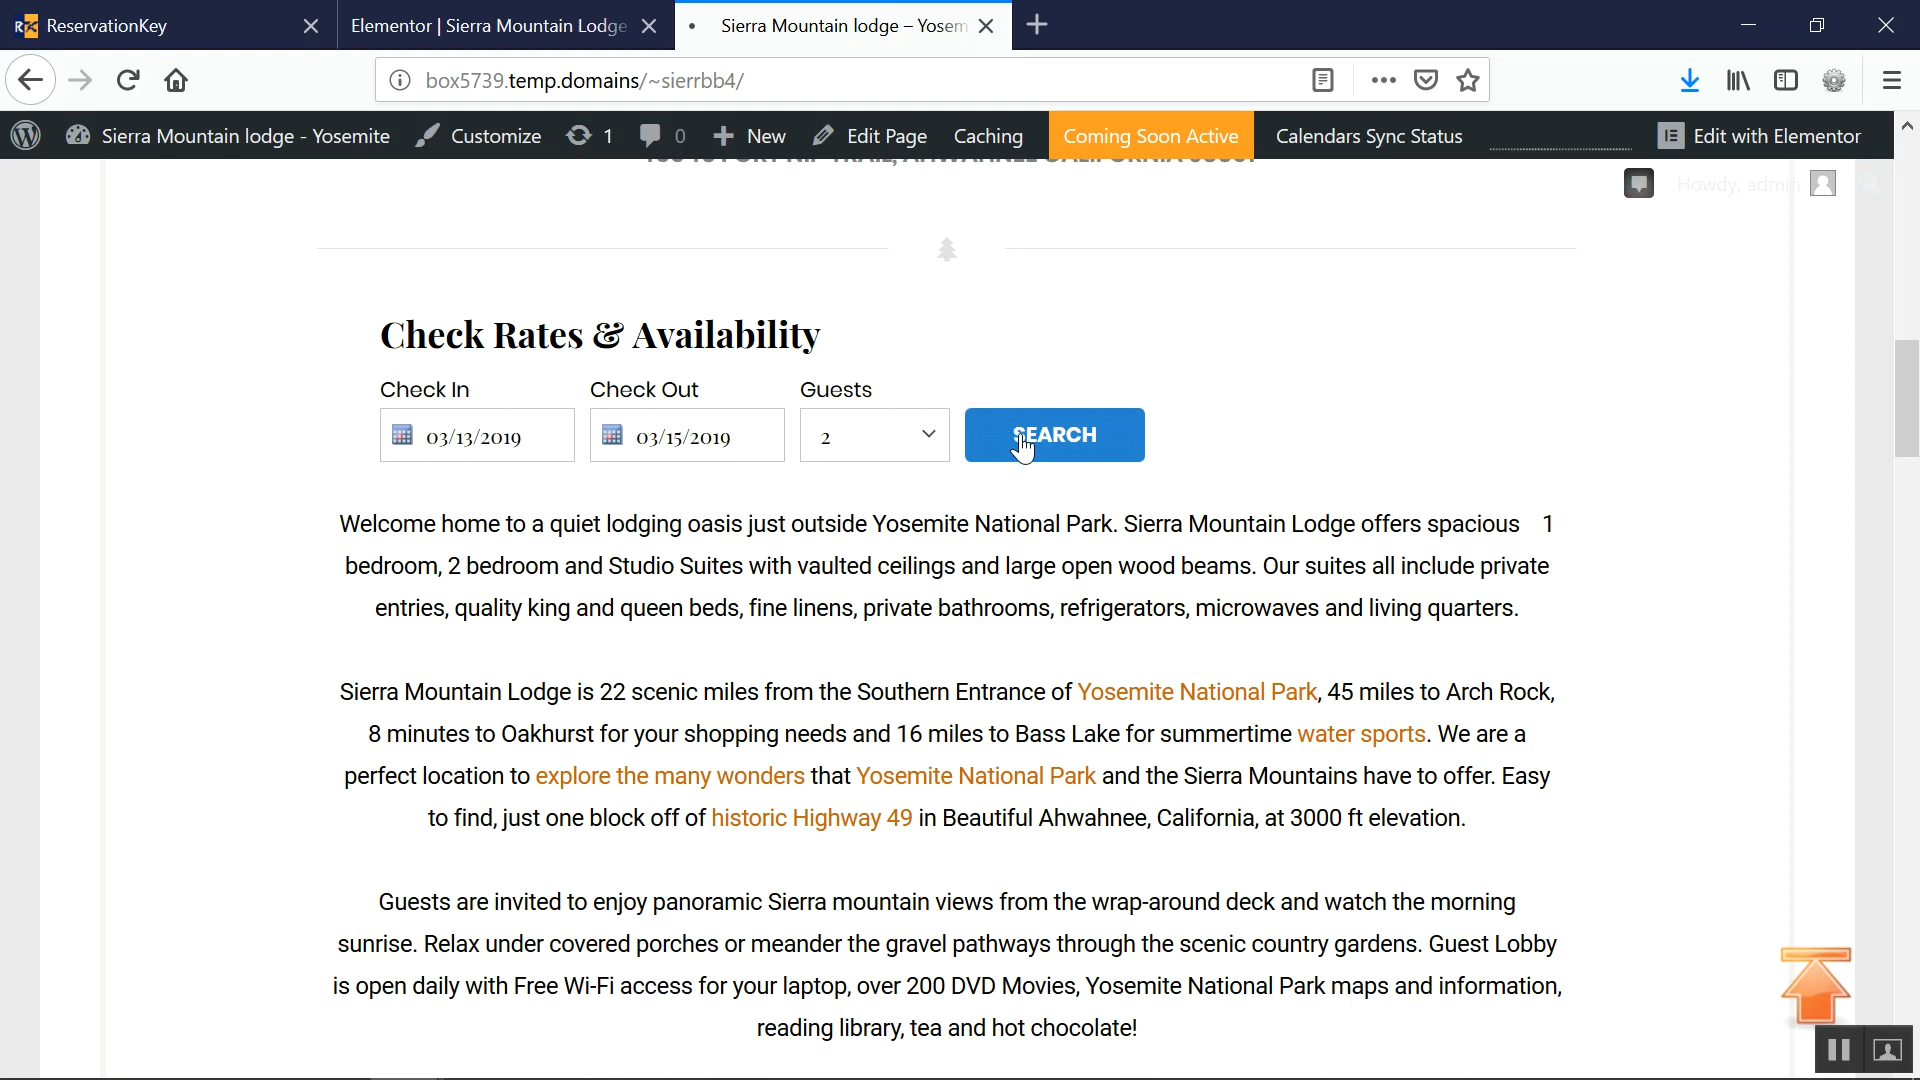 ReservationKey
Elementor | Sierra Mountain Lodge
Sierra Mountain lodge – Yosem
box5739.temp.domains/~sierrbb4/
Sierra Mountain lodge - Yosemite
Customize
1
0
New
Edit Page
Caching
Coming Soon Active
Calendars Sync Status
Edit with Elementor
Howdy, admin
Check Rates & Availability
Check In
Check Out
Guests
03/13/2019
03/15/2019
2
SEARCH
Welcome home to a quiet lodging oasis just outside Yosemite National Park. Sierra Mountain Lodge offers spacious 1
bedroom, 2 bedroom and Studio Suites with vaulted ceilings and large open wood beams. Our suites all include private
entries, quality king and queen beds, fine linens, private bathrooms, refrigerators, microwaves and living quarters.
Sierra Mountain Lodge is 22 scenic miles from the Southern Entrance of Yosemite National Park, 45 miles to Arch Rock,
8 minutes to Oakhurst for your shopping needs and 16 miles to Bass Lake for summertime water sports. We are a
perfect location to explore the many wonders that Yosemite National Park and the Sierra Mountains have to offer. Easy
to find, just one block off of historic Highway 49 in Beautiful Ahwahnee, California, at 3000 ft elevation.
Guests are invited to enjoy panoramic Sierra mountain views from the wrap-around deck and watch the morning
sunrise. Relax under covered porches or meander the gravel pathways through the scenic country gardens. Guest Lobby
is open daily with Free Wi-Fi access for your laptop, over 200 DVD Movies, Yosemite National Park maps and information,
reading library, tea and hot chocolate!